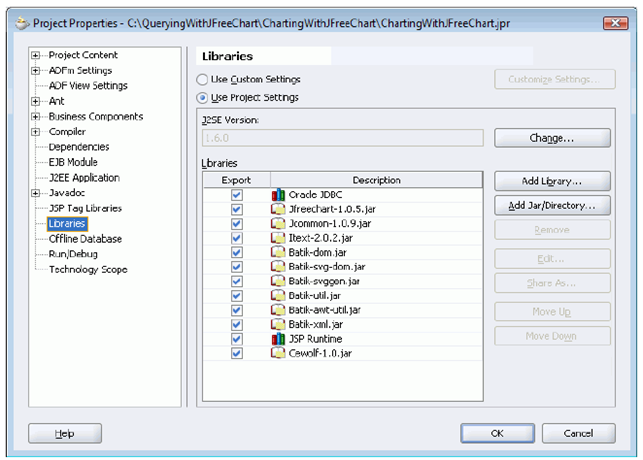 Project Properties - C:\QueryingWithJFreeChart\ChartingWithJFreeChart\ChartingWithJFreeChart.jpr
Project Content
ADFm Settings
ADF View Settings
Ant
Business Components
Compiler
Dependencies
EJB Module
J2EE Application
Javadoc
JSP Tag Libraries
Libraries
Offline Database
Run/Debug
Technology Scope
Libraries
Use Custom Settings
Customize Settings...
Use Project Settings
J2SE Version:
1.6.0
Change...
Libraries
Export
Description
Oracle JDBC
Jfreechart-1.0.5.jar
Jcommon-1.0.9.jar
Itext-2.0.2.jar
Batik-dom.jar
Batik-svg-dom.jar
Batik-svggen.jar
Batik-util.jar
Batik-awt-util.jar
Batik-xml.jar
JSP Runtime
Cewolf-1.0.jar
Add Library...
Add Jar/Directory...
Remove
Edit...
Share As...
Move Up
Move Down
Help
OK
Cancel